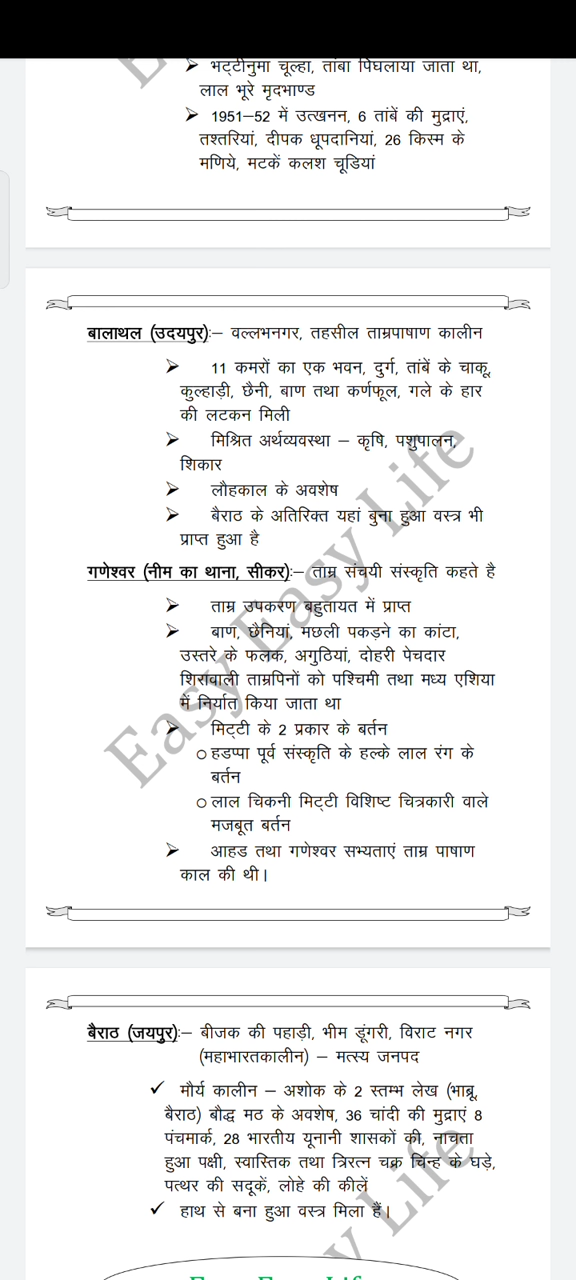 भट्टीनुमा चूल्हा, तांबा पिघलाया जाता था,
लाल भूरे मृदभाण्ड
➢ 1951–52 में उत्खनन, 6 तांबें की मुद्राएं,
तश्तरियां, दीपक धूपदानियां, 26 किस्म के
मणिये, मटकें कलश चूडियां
बालाथल (उदयपुर):– वल्लभनगर, तहसील ताम्रपाषाण कालीन
➢ 11 कमरों का एक भवन, दुर्ग, तांबें के चाकू,
कुल्हाड़ी, छैनी, बाण तथा कर्णफूल, गले के हार
की लटकन मिली
➢ मिश्रित अर्थव्यवस्था – कृषि, पशुपालन,
शिकार
➢ लौहकाल के अवशेष
➢ बैराठ के अतिरिक्त यहां बुना हुआ वस्त्र भी
प्राप्त हुआ है
गणेश्वर (नीम का थाना, सीकर):– ताम्र संचयी संस्कृति कहते है
➢ ताम्र उपकरण बहुतायत में प्राप्त
➢ बाण, छैनियां, मछली पकड़ने का कांटा,
उस्तरे के फलक, अगुठियां, दोहरी पेचदार
शिरावाली ताम्रपिनों को पश्चिमी तथा मध्य एशिया
में निर्यात किया जाता था
➢ मिट्टी के 2 प्रकार के बर्तन
○ हडप्पा पूर्व संस्कृति के हल्के लाल रंग के
बर्तन
○ लाल चिकनी मिट्टी विशिष्ट चित्रकारी वाले
मजबूत बर्तन
➢ आहड तथा गणेश्वर सभ्यताएं ताम्र पाषाण
काल की थी।
Easy Easy Life
बैराठ (जयपुर):– बीजक की पहाड़ी, भीम डूंगरी, विराट नगर
(महाभारतकालीन) – मत्स्य जनपद
✓ मौर्य कालीन – अशोक के 2 स्तम्भ लेख (भाब्रू,
बैराठ) बौद्ध मठ के अवशेष, 36 चांदी की मुद्राएं 8
पंचमार्क, 28 भारतीय यूनानी शासकों की, नाचता
हुआ पक्षी, स्वास्तिक तथा त्रिरत्न चक्र चिंन्ह के घड़े,
पत्थर की सदूकें, लोहे की कीलें
✓ हाथ से बना हुआ वस्त्र मिला हैं।
y Life